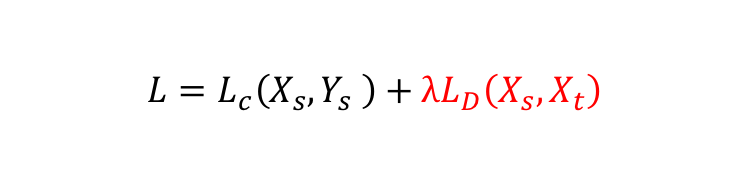 L = L_c(X_s, Y_s) + λL_D(X_s, X_t)